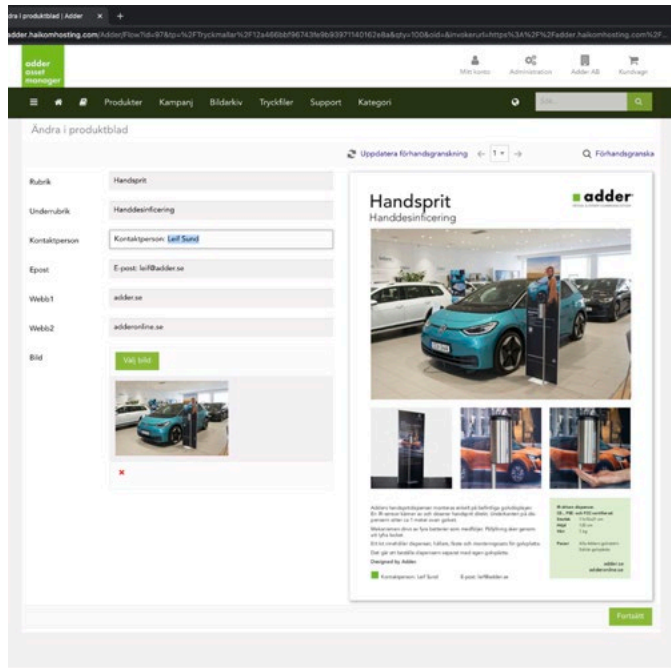 dra i produktblad | Adder
adder.haikomhosting.com/Adder/Flow?id=97&tp=%2FTryckmallar%2F12a466bbf96743fe9b93971140162e8a&qty=100&oid=&invokerurl=https%3A%2F%2Fadder.haikomhosting.com%2F...
adder
asset
manager
Mitt konto
Administration
Adder AB
Kundvagn
Produkter
Kampanj
Bildarkiv
Tryckfiler
Support
Kategori
Sök...
Ändra i produktblad
Uppdatera förhandsgranskning
1
Förhandsgranska
Rubrik
Handsprit
Underrubrik
Handdesinficering
Kontaktperson
Kontaktperson: Leif Sund
Epost
E-post: leif@adder.se
Webb1
adder.se
Webb2
adderonline.se
Bild
Välj bild
Handsprit
Handdesinficering
adder
Designed by Adder.
Kontaktperson: Leif Sund
E-post: leif@adder.se
adder.se
adderonline.se
Fortsätt